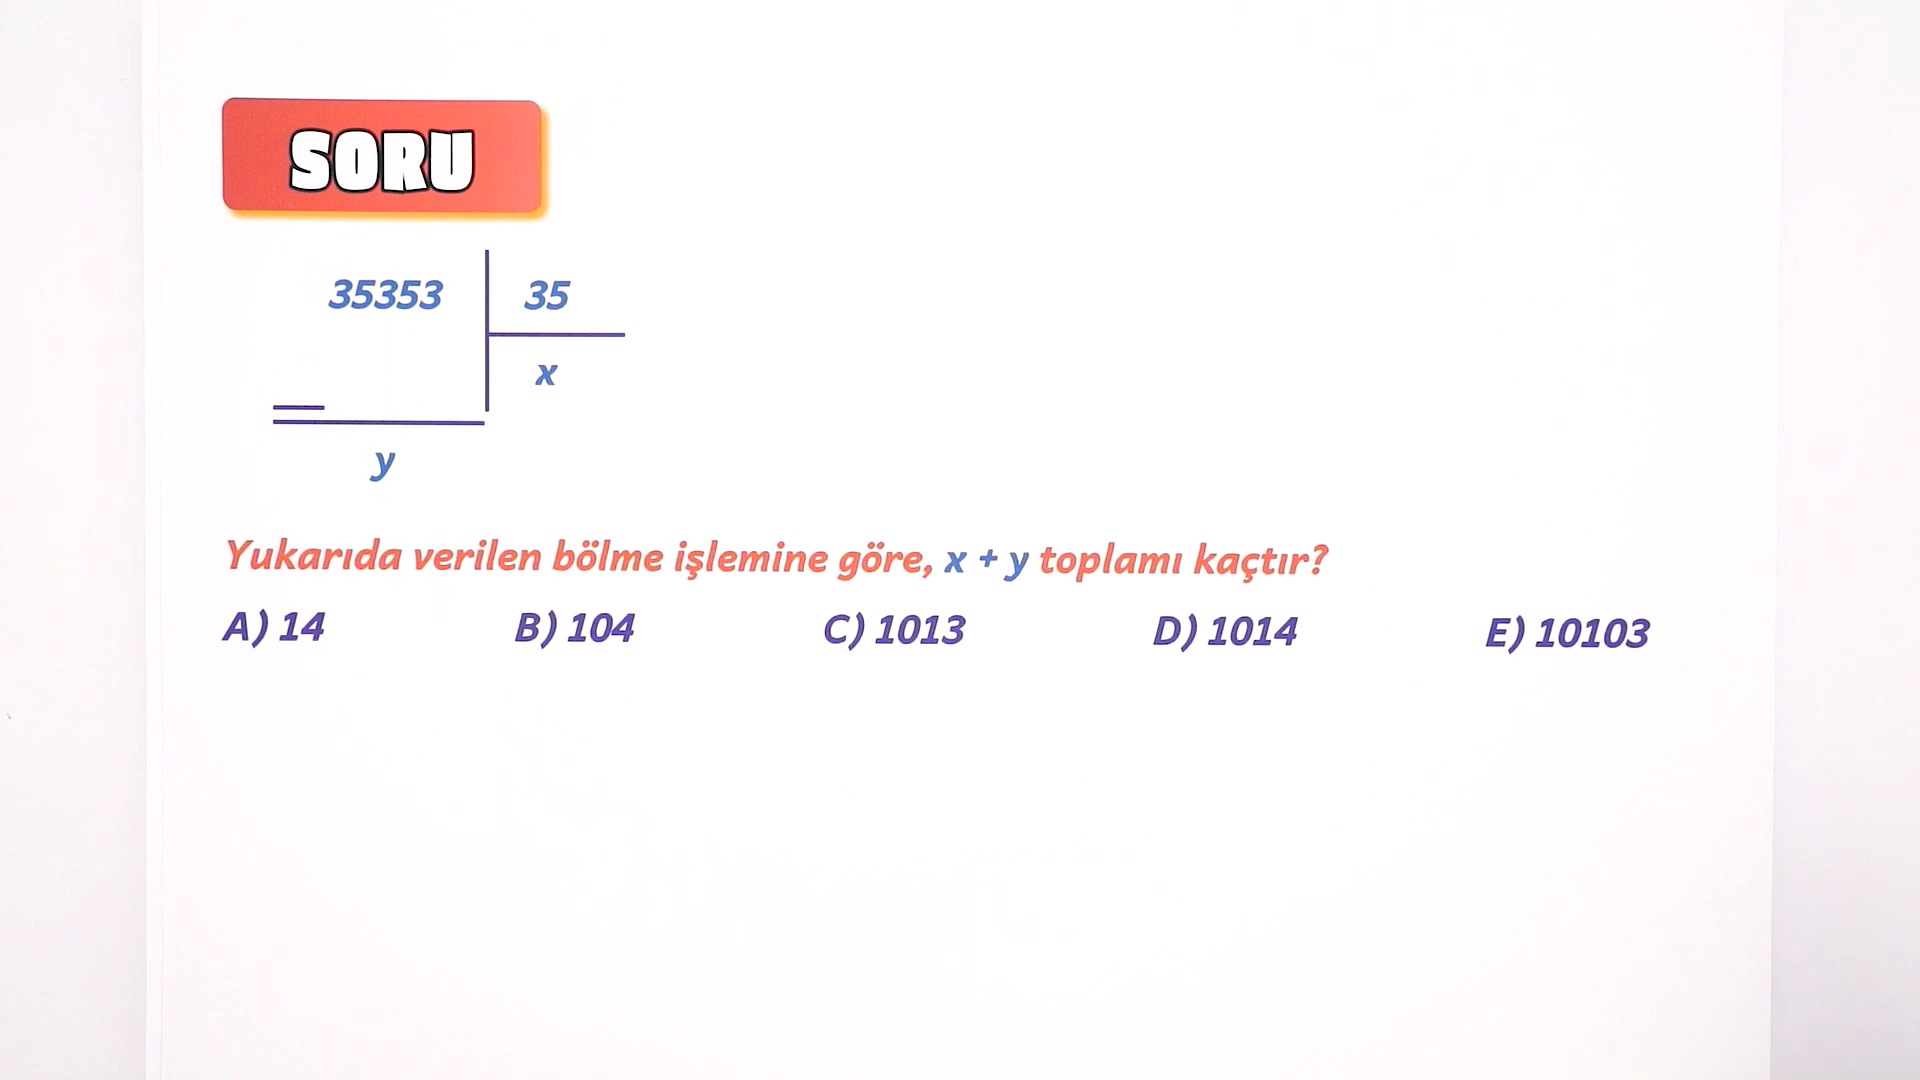 SORU
35353 35
x
y
Yukarıda verilen bölme işlemine göre, x + y toplamı kaçtır?
A) 14 B) 104 C) 1013 D) 1014 E) 10103